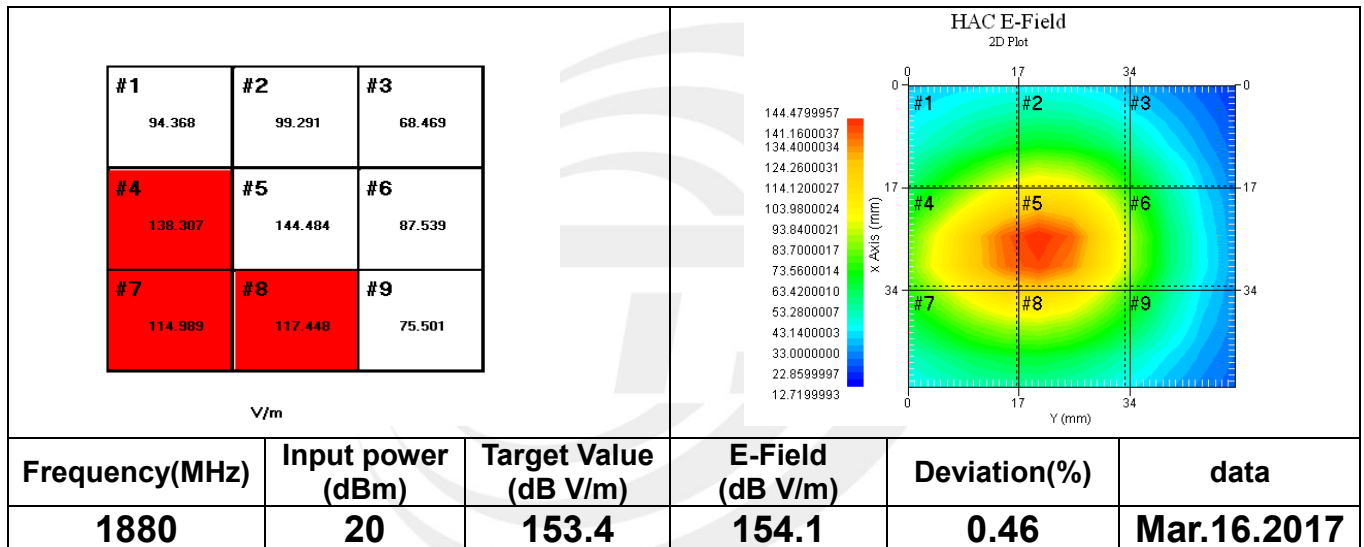 #1 #2 #3
94.368 99.291 68.469
#4 #5 #6
138.307 144.484 87.539
#7 #8 #9
114.989 117.448 75.501
V/m
HAC E-Field
2D Plot
0 17 34
0 0
#1 #2 #3
17 17
#4 #5 #6
34 34
#7 #8 #9
0 17 34
x Axis (mm)
Y (mm)
144.4799957
141.1600037
134.4000034
124.2600031
114.1200027
103.9800024
93.8400021
83.7000017
73.5600014
63.4200010
53.2800007
43.1400003
33.0000000
22.8599997
12.7199993
Frequency(MHz) Input power (dBm) Target Value (dB V/m) E-Field (dB V/m) Deviation(%) data
1880 20 153.4 154.1 0.46 Mar.16.2017